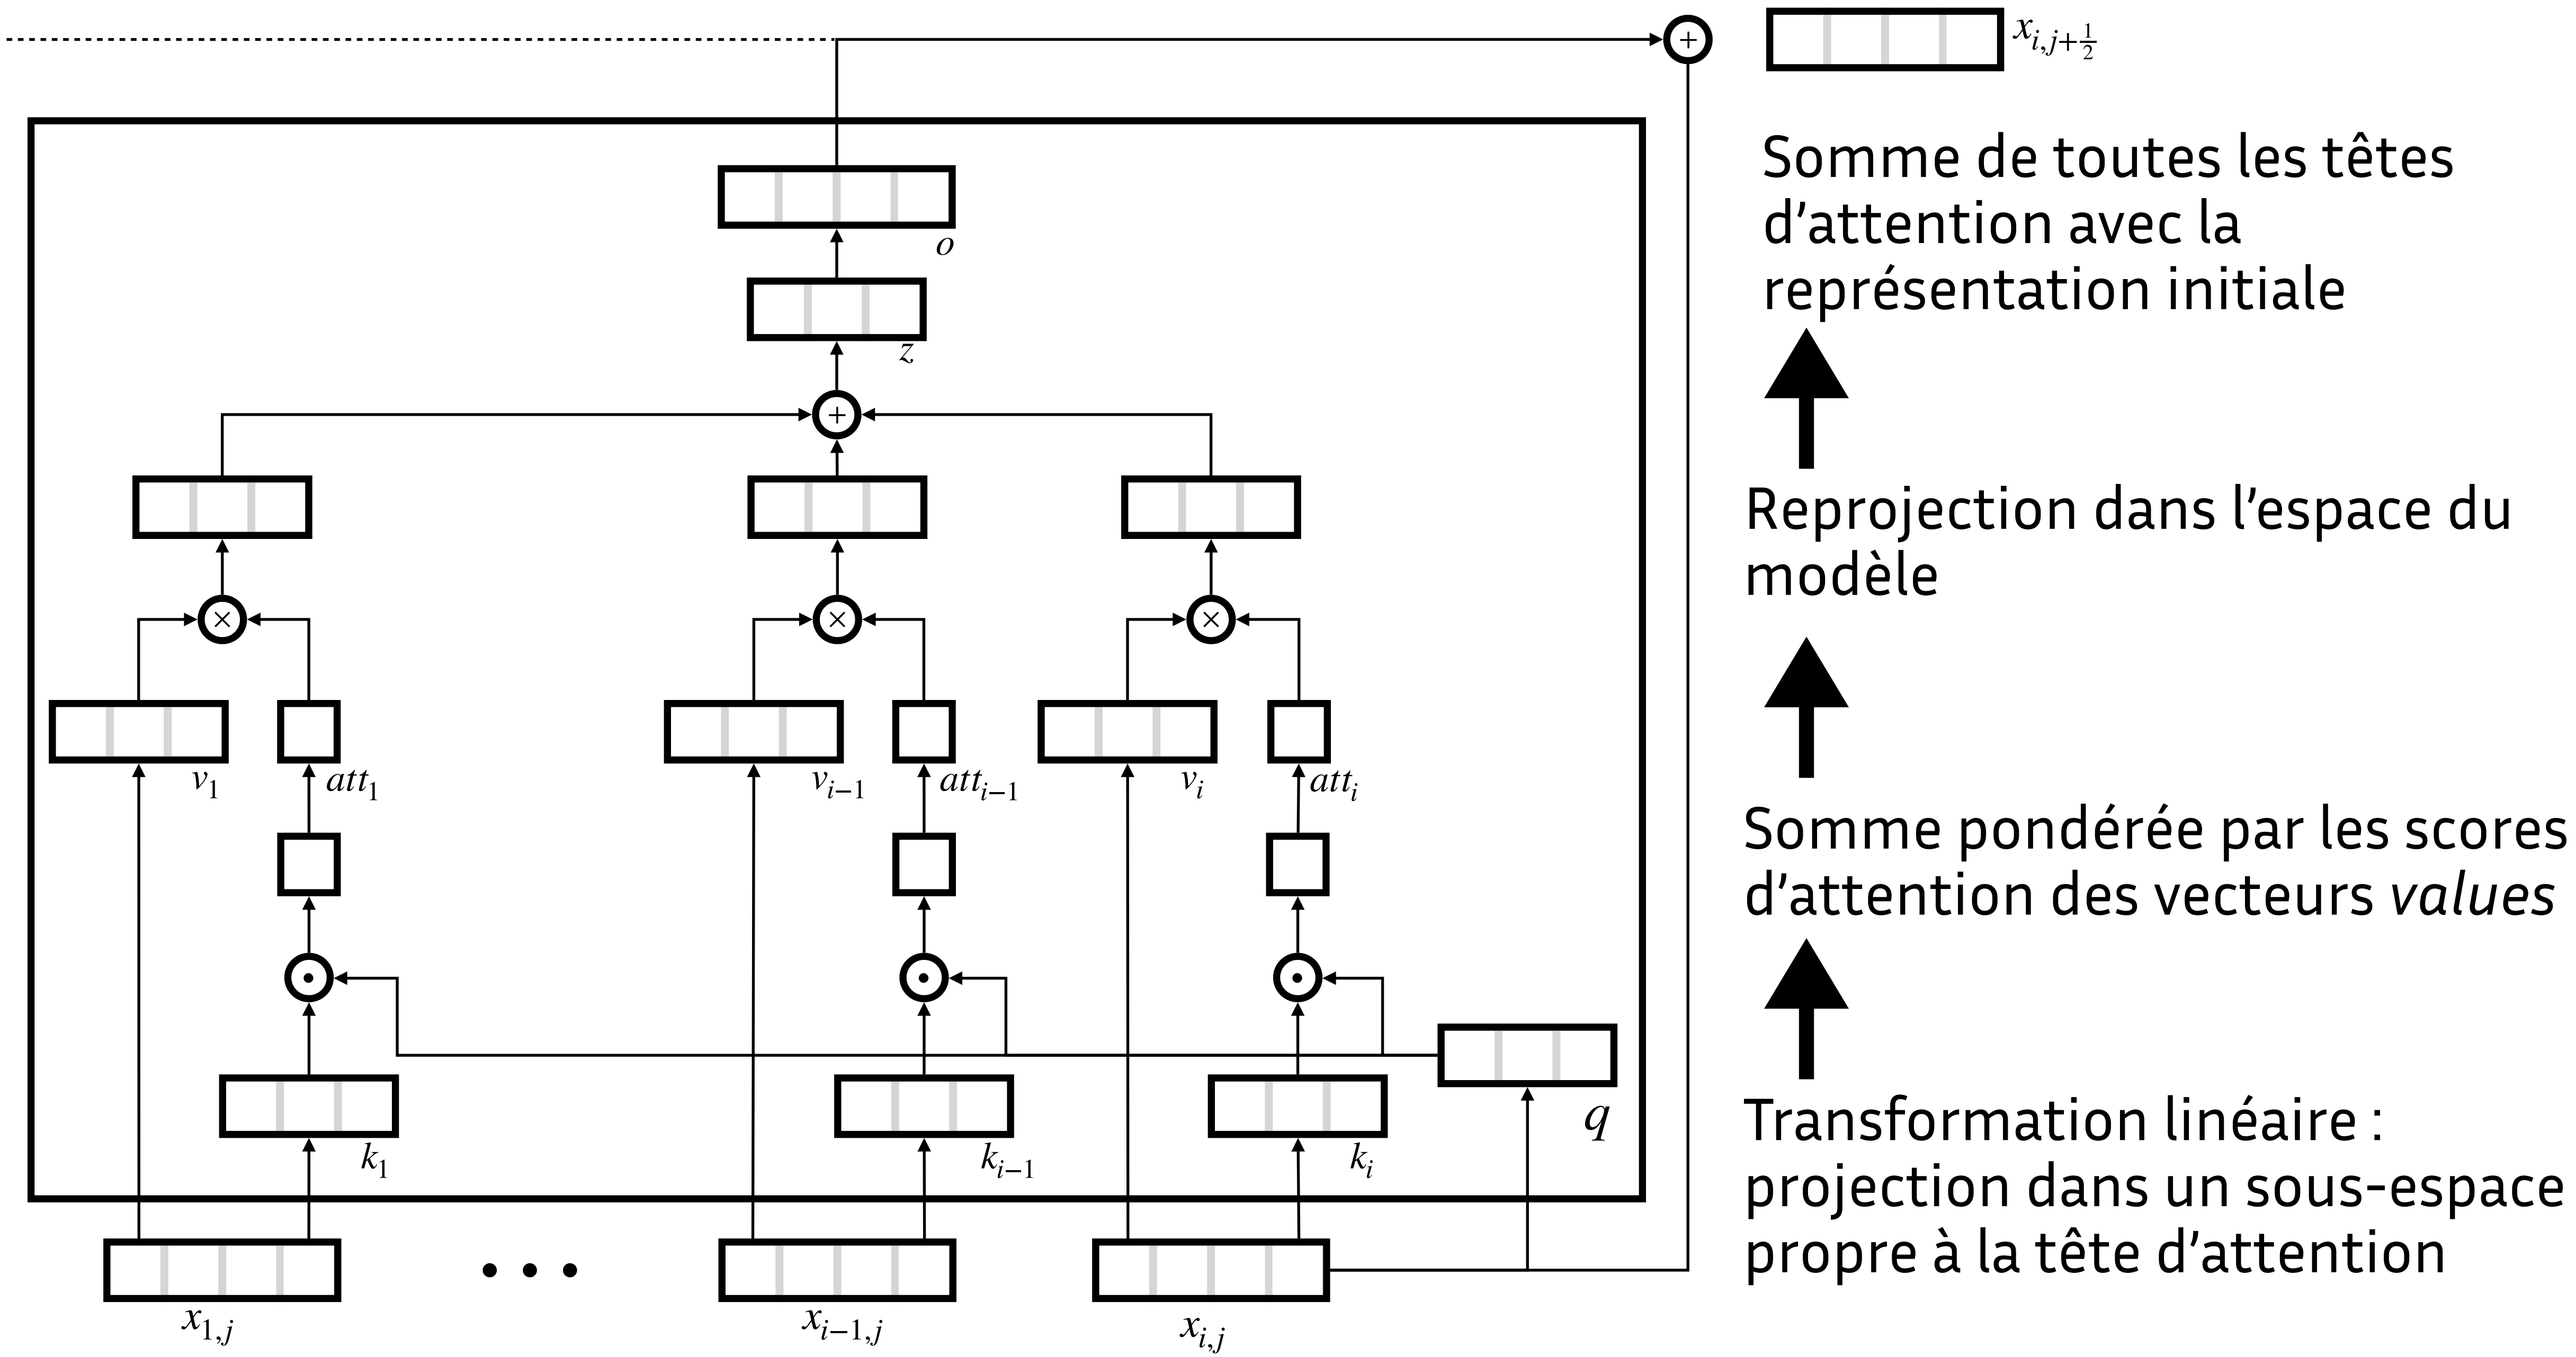 +
x_{i,j+\frac{1}{2}}
Somme de toutes les têtes
d’attention avec la
représentation initiale
o
z
+
Reprojection dans l’espace du
modèle
× × ×
v_1 att_1 v_{i−1} att_{i−1} v_i att_i
Somme pondérée par les scores
d’attention des vecteurs values
q
k_1 k_{i−1} k_i
Transformation linéaire :
projection dans un sous-espace
propre à la tête d’attention
• • •
x_{1,j} x_{i−1,j} x_{i,j}